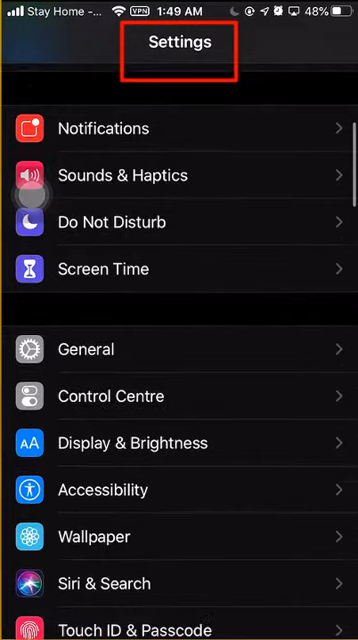 Stay Home -... VPN 1:49 AM 48%
Settings
Notifications
Sounds & Haptics
Do Not Disturb
Screen Time
General
Control Centre
AA Display & Brightness
Accessibility
Wallpaper
Siri & Search
Touch ID & Passcode